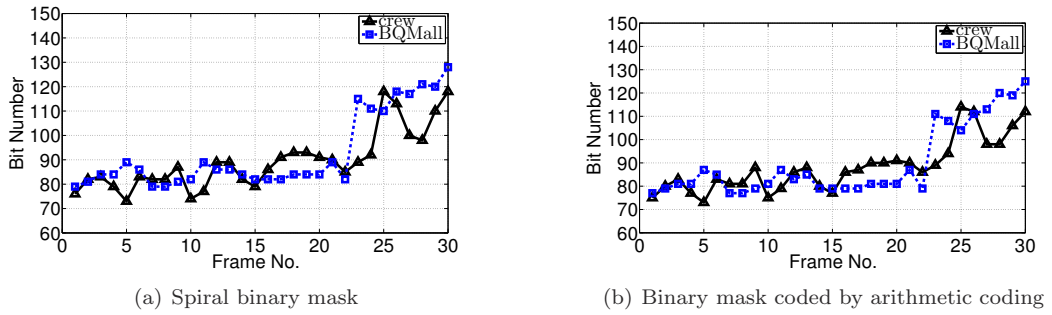 150
140
130
120
110
100
90
80
70
60
Bit Number
0 5 10 15 20 25 30
Frame No.
crew
BQMall
(a) Spiral binary mask
150
140
130
120
110
100
90
80
70
60
Bit Number
0 5 10 15 20 25 30
Frame No.
crew
BQMall
(b) Binary mask coded by arithmetic coding